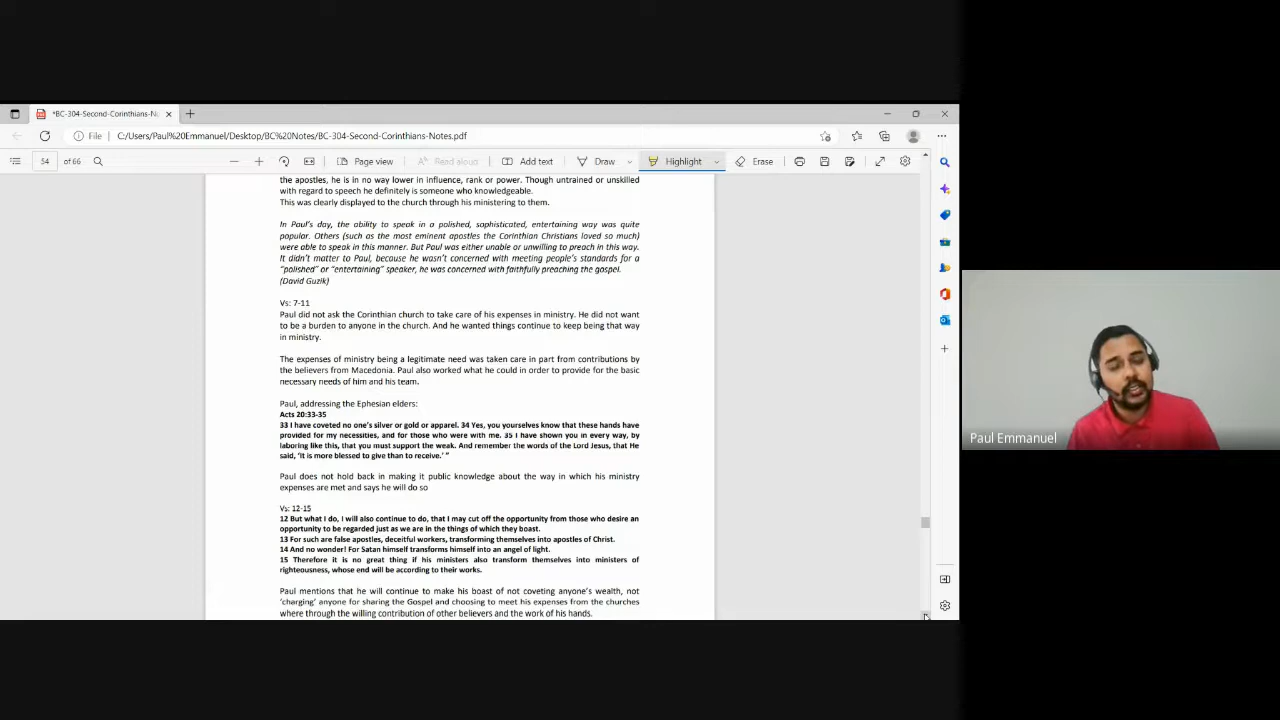 *BC-304-Second-Corinthians-No
File
C:/Users/Paul%20Emmanuel/Desktop/BC%20Notes/BC-304-Second-Corinthians-Notes.pdf
54 of 66
Page view
Read aloud
Add text
Draw
Highlight
Erase
the apostles, he is in no way lower in influence, rank or power. Though untrained or unskilled
with regard to speech he definitely is someone who knowledgeable.
This was clearly displayed to the church through his ministering to them.
In Paul's day, the ability to speak in a polished, sophisticated, entertaining way was quite
popular. Others (such as the most eminent apostles the Corinthian Christians loved so much)
were able to speak in this manner. But Paul was either unable or unwilling to preach in this way.
It didn't matter to Paul, because he wasn't concerned with meeting people's standards for a
"polished" or "entertaining" speaker, he was concerned with faithfully preaching the gospel.
(David Guzik)
Vs: 7-11
Paul did not ask the Corinthian church to take care of his expenses in ministry. He did not want
to be a burden to anyone in the church. And he wanted things continue to keep being that way
in ministry.
The expenses of ministry being a legitimate need was taken care in part from contributions by
the believers from Macedonia. Paul also worked what he could in order to provide for the basic
necessary needs of him and his team.
Paul, addressing the Ephesian elders:
Acts 20:33-35
33 I have coveted no one's silver or gold or apparel. 34 Yes, you yourselves know that these hands have
provided for my necessities, and for those who were with me. 35 I have shown you in every way, by
laboring like this, that you must support the weak. And remember the words of the Lord Jesus, that He
said, 'It is more blessed to give than to receive.' "
Paul does not hold back in making it public knowledge about the way in which his ministry
expenses are met and says he will do so
Vs: 12-15
12 But what I do, I will also continue to do, that I may cut off the opportunity from those who desire an
opportunity to be regarded just as we are in the things of which they boast.
13 For such are false apostles, deceitful workers, transforming themselves into apostles of Christ.
14 And no wonder! For Satan himself transforms himself into an angel of light.
15 Therefore it is no great thing if his ministers also transform themselves into ministers of
righteousness, whose end will be according to their works.
Paul mentions that he will continue to make his boast of not coveting anyone's wealth, not
'charging' anyone for sharing the Gospel and choosing to meet his expenses from the churches
where through the willing contribution of other believers and the work of his hands.
Paul Emmanuel